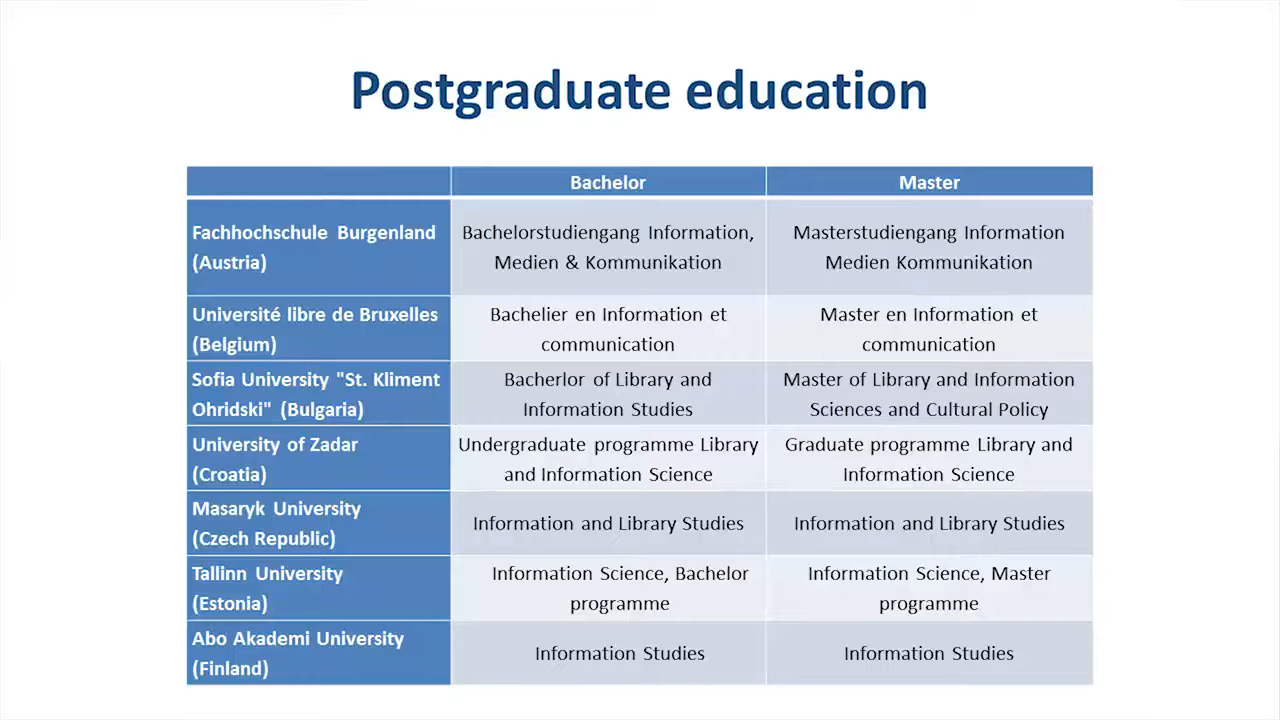 Postgraduate education
Bachelor Master
Fachhochschule Burgenland
(Austria)
Bachelorstudiengang Information,
Medien & Kommunikation
Masterstudiengang Information
Medien Kommunikation
Université libre de Bruxelles
(Belgium)
Bachelier en Information et
communication
Master en Information et
communication
Sofia University "St. Kliment
Ohridski" (Bulgaria)
Bacherlor of Library and
Information Studies
Master of Library and Information
Sciences and Cultural Policy
University of Zadar
(Croatia)
Undergraduate programme Library
and Information Science
Graduate programme Library and
Information Science
Masaryk University
(Czech Republic)
Information and Library Studies
Information and Library Studies
Tallinn University
(Estonia)
Information Science, Bachelor
programme
Information Science, Master
programme
Abo Akademi University
(Finland)
Information Studies
Information Studies